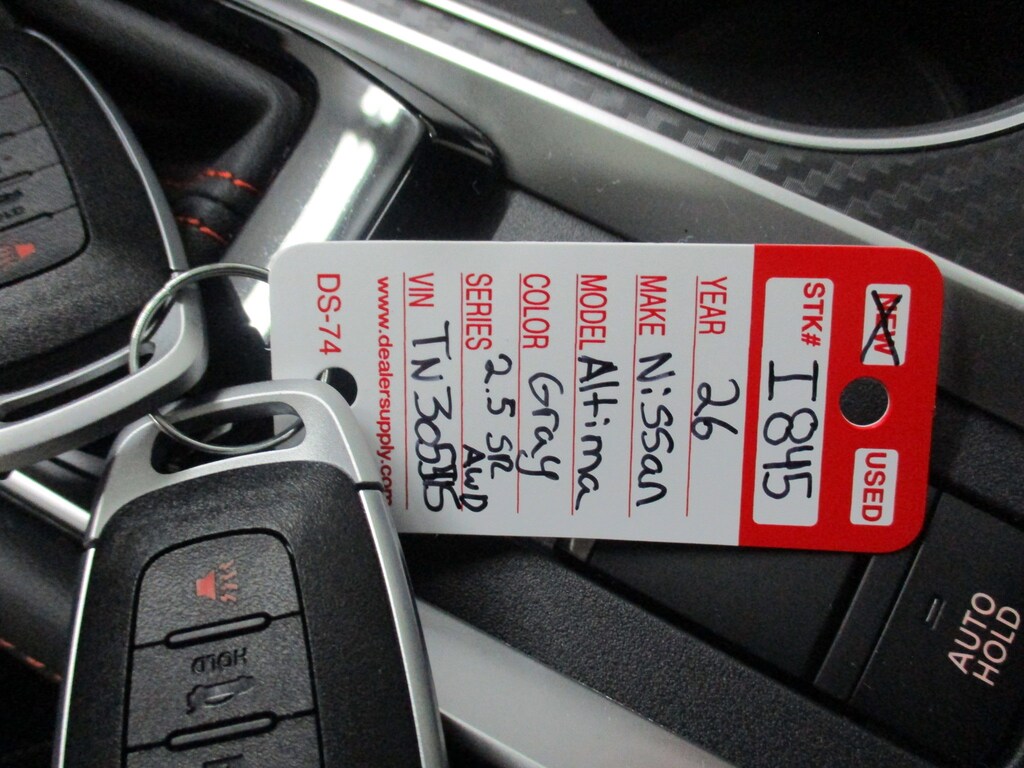 NEW
USED
STK# I 845
YEAR 26
MAKE Nissan
MODEL Altima
COLOR Gray
SERIES 2.5 SR
AWD
VIN
www.dealersupply.com
DS-74
AUTO
HOLD
HOLD